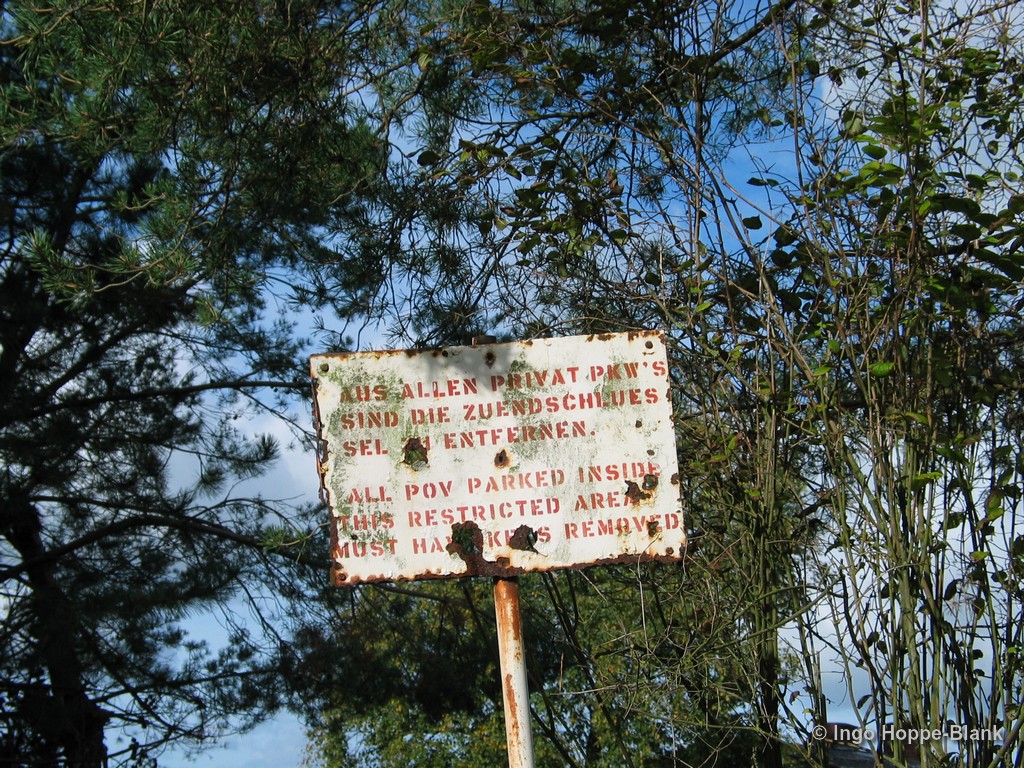 AUS ALLEN PRIVAT.PKW'S
SIND DIE ZUENDSCHLUES
SEL ENTFERNEN.
ALL POV PARKED INSIDE
THIS RESTRICTED AREA
MUST REMOVED
© Ingo Hoppe-Blank